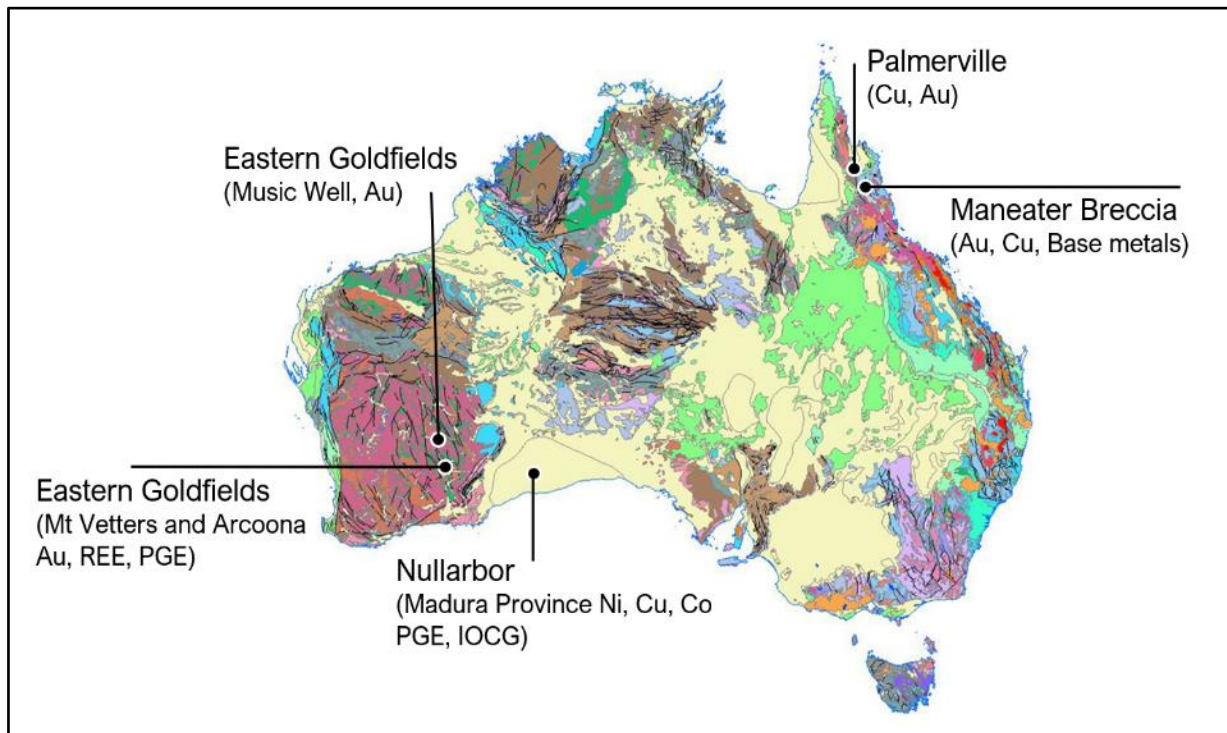 Palmerville
(Cu, Au)
Eastern Goldfields
(Music Well, Au)
Maneater Breccia
(Au, Cu, Base metals)
Eastern Goldfields
(Mt Vetters and Arcoona
Au, REE, PGE)
Nullarbor
(Madura Province Ni, Cu, Co
PGE, IOCG)